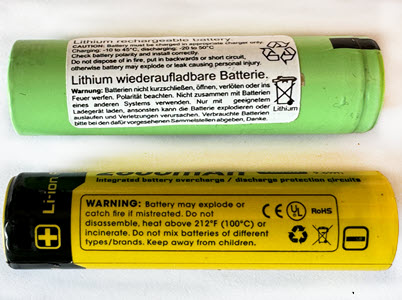 Lithium rechargeable battery.
CAUTION: Battery must be charged in appropriate charger only.
Charging: -10 to 45°C, discharging: -20 to 50°C
Check battery polarity and install correctly.
Do not dispose of in fire, put in backwards or short circuit,
otherwise battery may explode or leaking causing personal injury.
Lithium wiederaufladbare Batterie.
Warnung: Batterien nicht kurzschließen, öffnen, verlöten oder ins
Feuer werfen. Polarität beachten. Nicht zusammen mit Batterien
eines anderen Systems verwenden. Nur mit geeignetem
Ladegerät laden, ansonsten kann die Batterie explodieren oder
auslaufen und Verletzungen verursachen. Verbrauchte Batterien
bitte bei den dafür vorgesehenen Sammelstellen abgeben, Danke.
Lithium
Li-ion
2600mAh
Integrated battery overcharge / discharge protection circuits
WARNING: Battery may explode or
catch fire if mistreated. Do not
disassemble, heat above 212°F (100°C) or
incinerate. Do not mix batteries of different
types/brands. Keep away from children.
CE UL RoHS